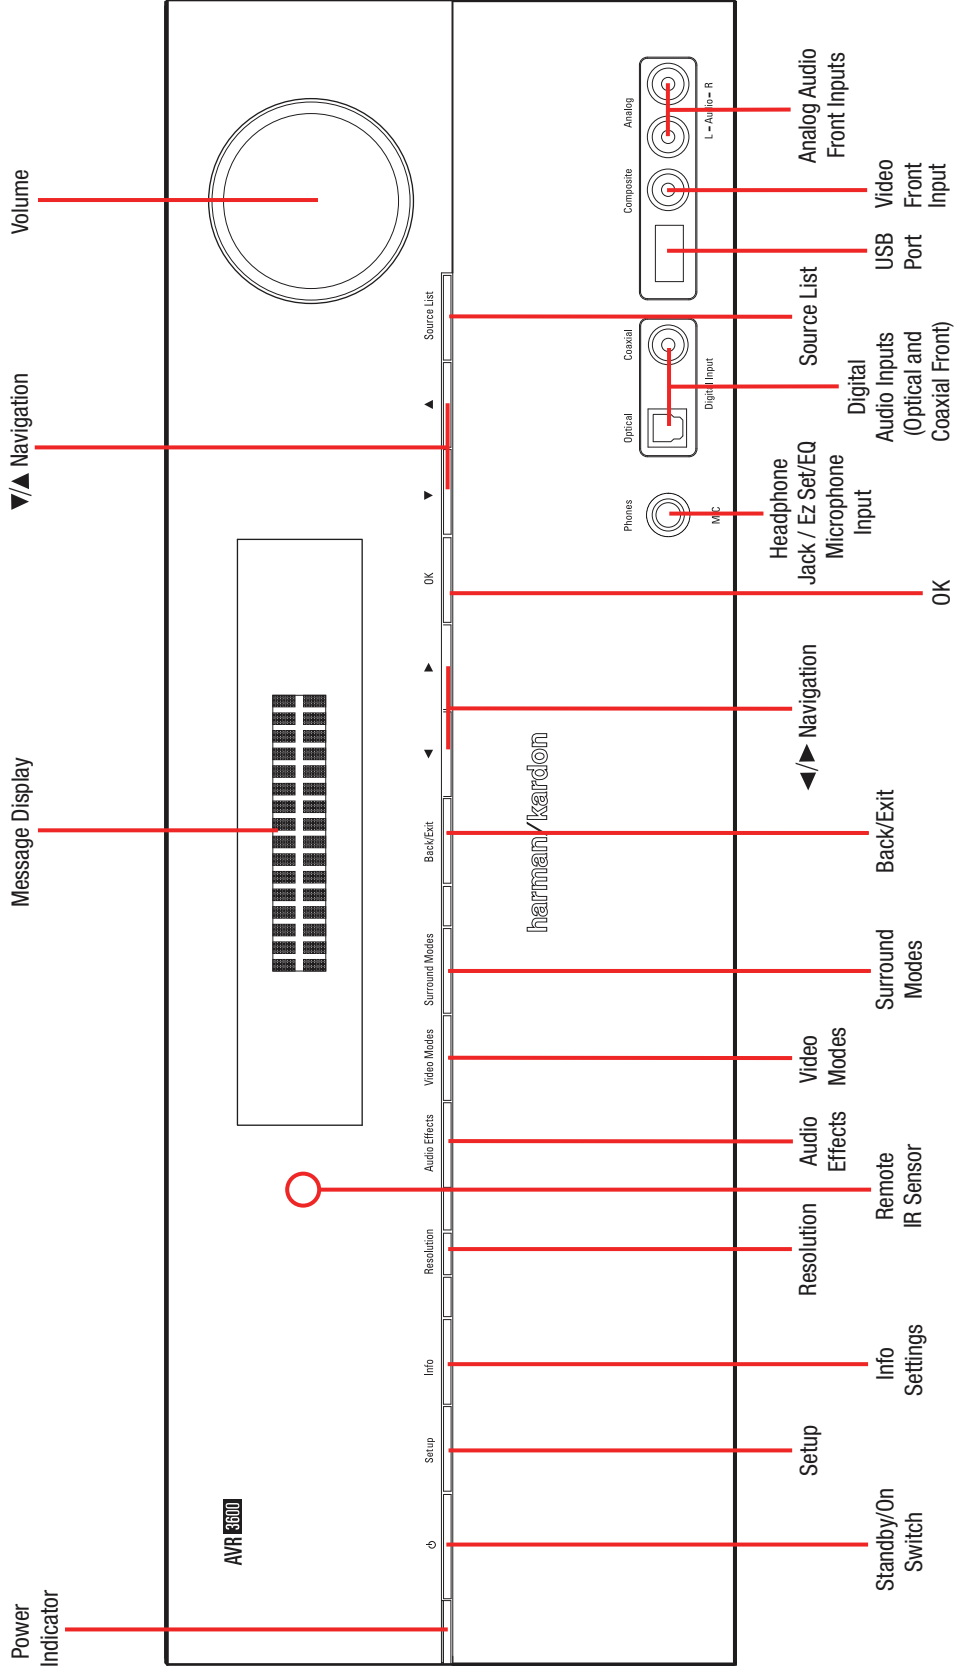 Power
Indicator
Message Display
▼/▲ Navigation
Volume
AVR 3600
Setup
Info
Resolution
Audio Effects
Video Modes
Surround Modes
Back/Exit
◀
▶
OK
▼
▲
Source List
harman/kardon
Phones
MIC
Optical
Coaxial
Digital Input
Composite
Analog
L – Audio – R
Standby/On
Switch
Setup
Info
Settings
Resolution
Remote
IR Sensor
Audio
Effects
Video
Modes
Surround
Modes
Back/Exit
◀/▶ Navigation
OK
Headphone
Jack / Ez Set/EQ
Microphone
Input
Digital
Audio Inputs
(Optical and
Coaxial Front)
Source List
USB
Port
Video
Front
Input
Analog Audio
Front Inputs